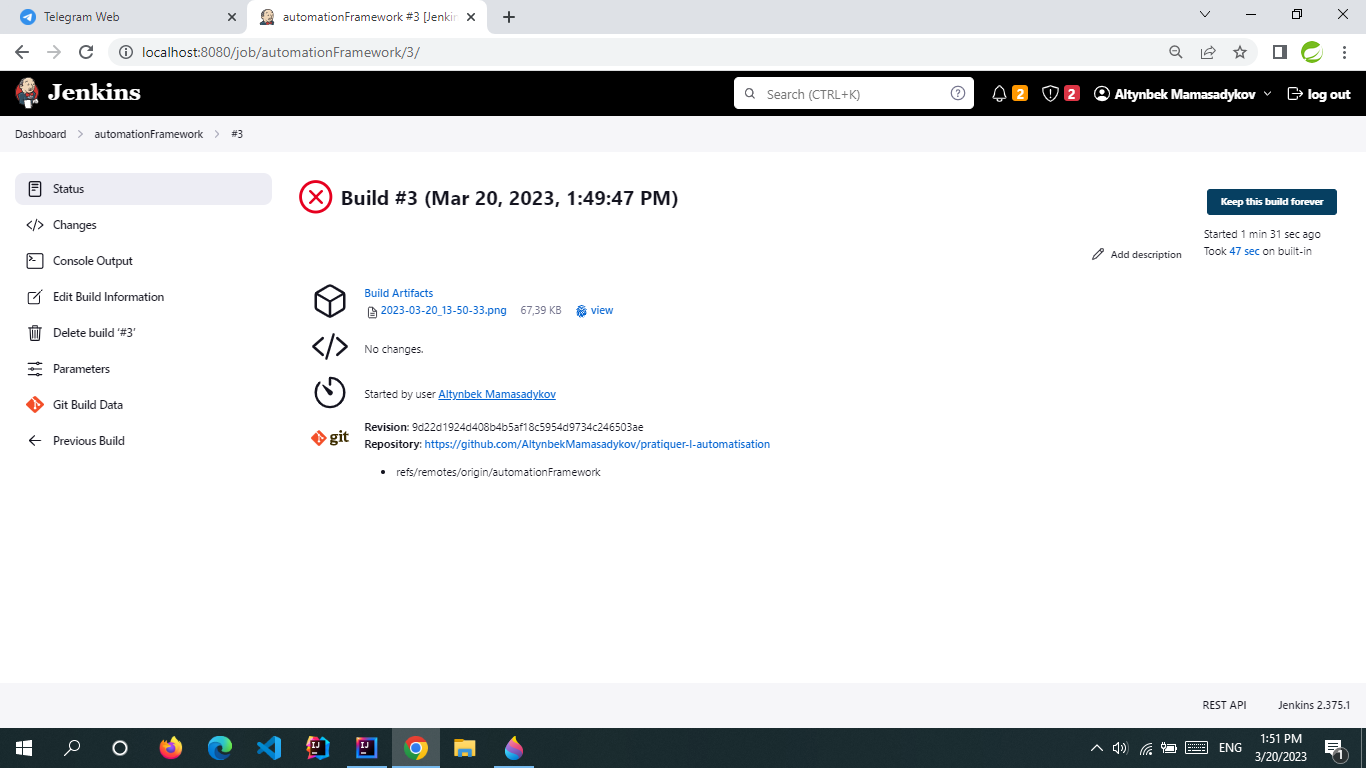 Telegram Web
automationFramework #3 [Jenkin
localhost:8080/job/automationFramework/3/
Jenkins
Search (CTRL+K)
2
2
Altynbek Mamasadykov
log out
Dashboard
automationFramework
#3
Status
Changes
Console Output
Edit Build Information
Delete build ‘#3’
Parameters
Git Build Data
Previous Build
Build #3 (Mar 20, 2023, 1:49:47 PM)
Keep this build forever
Started 1 min 31 sec ago
Took 47 sec on built-in
Add description
Build Artifacts
2023-03-20_13-50-33.png 67,39 KB view
No changes.
Started by user Altynbek Mamasadykov
git
Revision: 9d22d1924d408b4b5af18c5954d9734c246503ae
Repository: https://github.com/AltynbekMamasadykov/pratiquer-l-automatisation
refs/remotes/origin/automationFramework
REST API
Jenkins 2.375.1
IJ
IJ
ENG
1:51 PM
3/20/2023
1